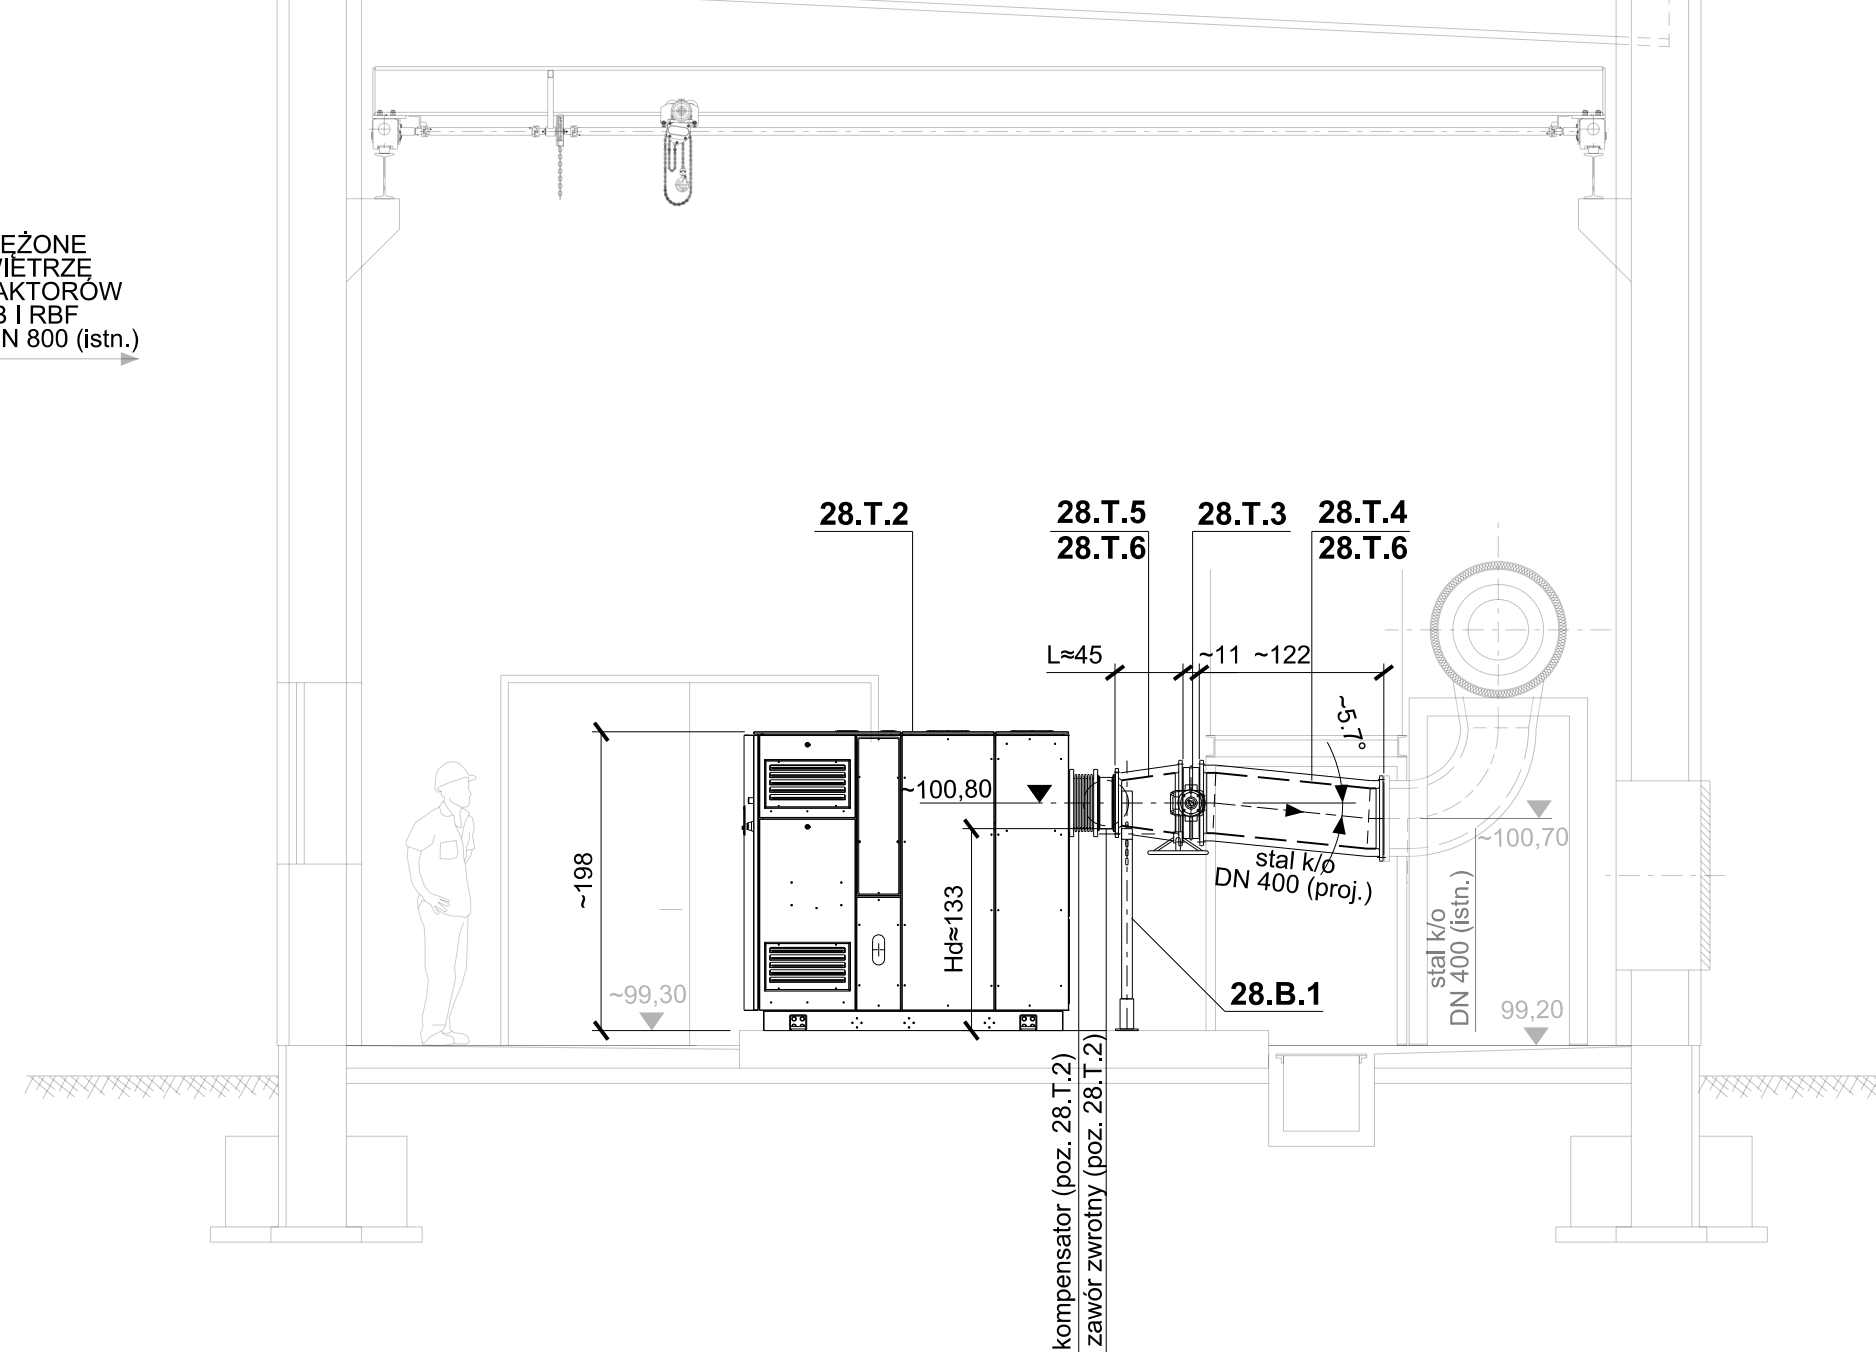 ĘŻONE
WIETRZE
AKTORÓW
B I RBF
N 800 (istn.)
28.T.2
28.T.5
28.T.6
28.T.3
28.T.4
28.T.6
L≈45
~11
~122
~5.7°
~100,80
~100,70
stal k/o
DN 400 (proj.)
~198
Hd≈133
stal k/o
DN 400 (istn.)
28.B.1
~99,30
99,20
kompensator (poz. 28.T.2)
zawór zwrotny (poz. 28.T.2)